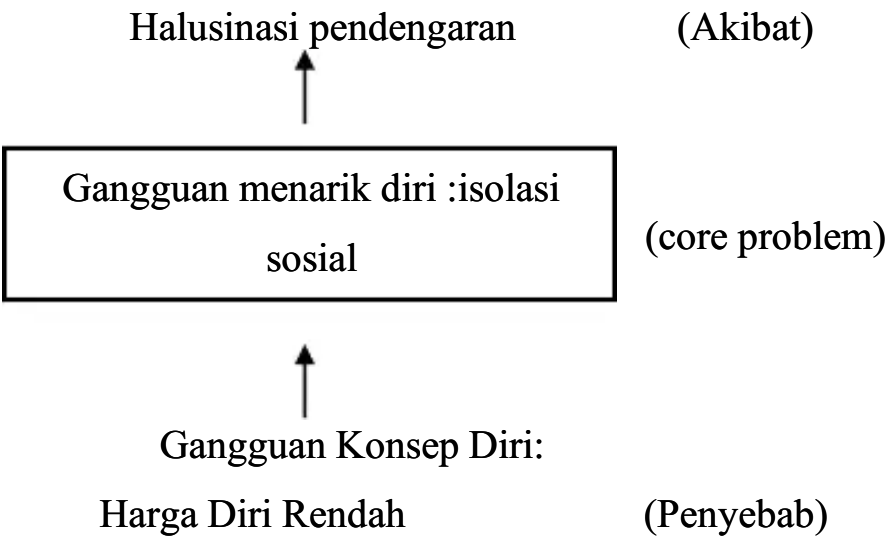 Halusinasi pendengaran (Akibat)
Gangguan menarik diri :isolasi
sosial
(core problem)
Gangguan Konsep Diri:
Harga Diri Rendah (Penyebab)